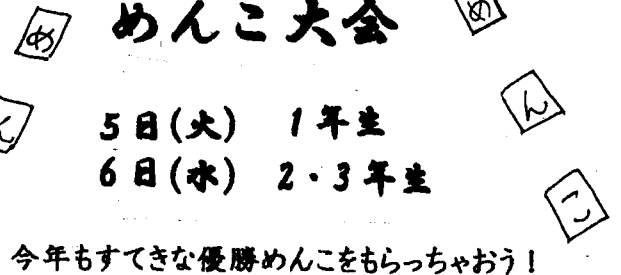 めんこ大会
め
め
ん
ん
こ
5日(火) 1年生
6日(水) 2・3年生
今年もすてきな優勝めんこをもらっちゃおう!